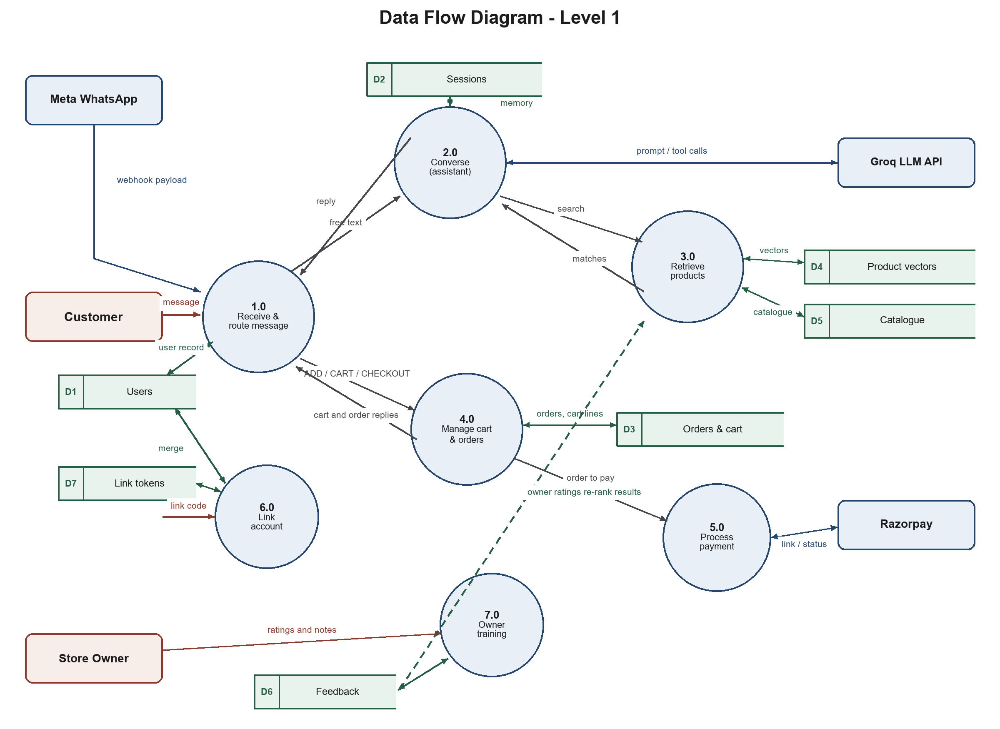 Data Flow Diagram - Level 1
D2
Sessions
Meta WhatsApp
memory
2.0
Converse
(assistant)
prompt / tool calls
Groq LLM API
webhook payload
reply
free text
search
matches
3.0
Retrieve
products
vectors
D4
Product vectors
catalogue
D5
Catalogue
Customer
message
1.0
Receive &
route message
user record
D1
Users
ADD / CART / CHECKOUT
cart and order replies
4.0
Manage cart
& orders
orders, cart lines
D3
Orders & cart
merge
D7
Link tokens
link code
6.0
Link
account
order to pay
owner ratings re-rank results
5.0
Process
payment
link / status
Razorpay
ratings and notes
7.0
Owner
training
Store Owner
D6
Feedback